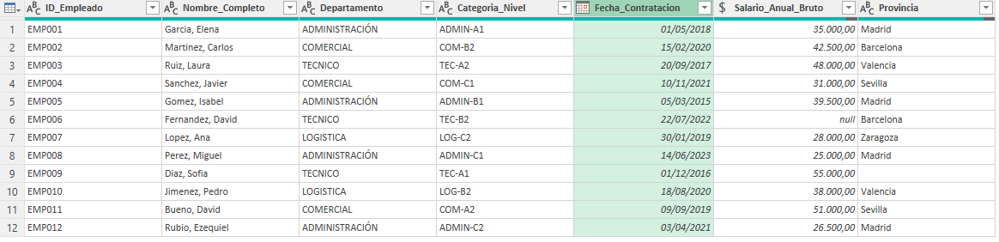 ID_Empleado Nombre_Completo Departamento Categoria_Nivel Fecha_Contratacion $ Salario_Anual_Bruto Provincia
1 EMP001 Garcia, Elena ADMINISTRACIÓN ADMIN-A1 01/05/2018 35.000,00 Madrid
2 EMP002 Martinez, Carlos COMERCIAL COM-B2 15/02/2020 42.500,00 Barcelona
3 EMP003 Ruiz, Laura TECNICO TEC-A2 20/09/2017 48.000,00 Valencia
4 EMP004 Sanchez, Javier COMERCIAL COM-C1 10/11/2021 31.000,00 Sevilla
5 EMP005 Gomez, Isabel ADMINISTRACIÓN ADMIN-B1 05/03/2015 39.500,00 Madrid
6 EMP006 Fernandez, David TECNICO TEC-B2 22/07/2022 null Barcelona
7 EMP007 Lopez, Ana LOGISTICA LOG-C2 30/01/2019 28.000,00 Zaragoza
8 EMP008 Perez, Miguel ADMINISTRACIÓN ADMIN-C1 14/06/2023 25.000,00 Madrid
9 EMP009 Diaz, Sofia TECNICO TEC-A1 01/12/2016 55.000,00
10 EMP010 Jimenez, Pedro LOGISTICA LOG-B2 18/08/2020 38.000,00 Valencia
11 EMP011 Bueno, David COMERCIAL COM-A2 09/09/2019 51.000,00 Sevilla
12 EMP012 Rubio, Ezequiel ADMINISTRACIÓN ADMIN-C2 03/04/2021 26.500,00 Madrid